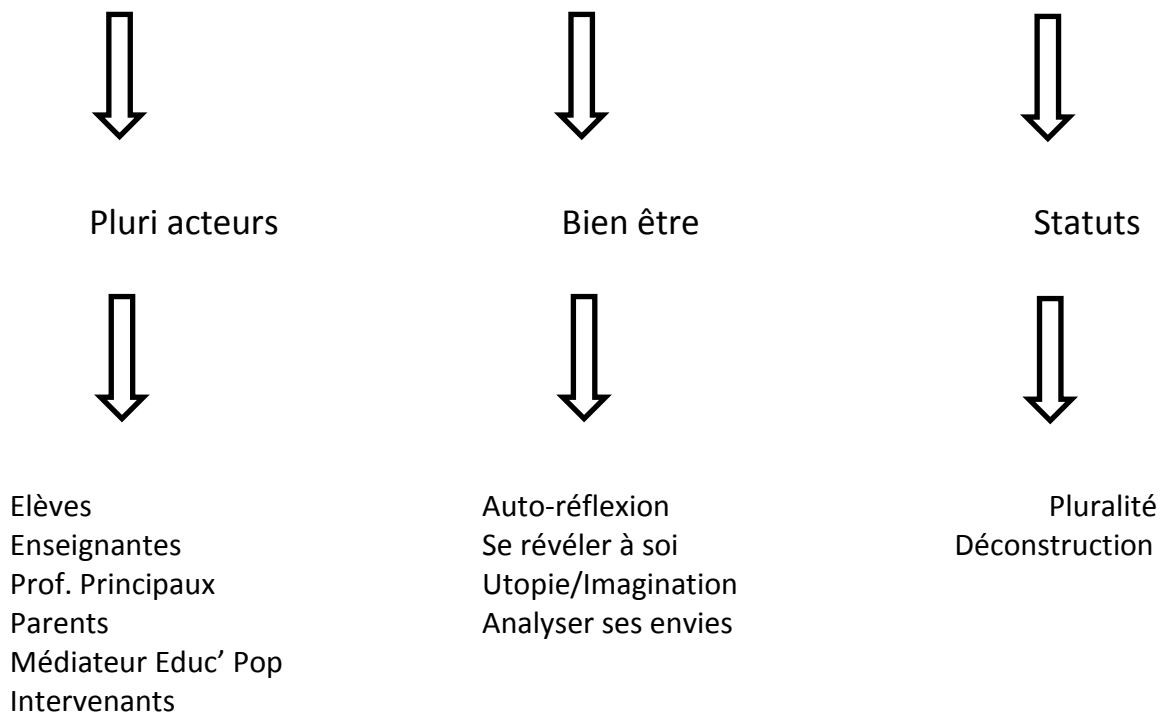 Pluri acteurs
Bien être
Statuts
Elèves
Enseignantes
Prof. Principaux
Parents
Médiateur Educ’ Pop
Intervenants
Auto-réflexion
Se révéler à soi
Utopie/Imagination
Analyser ses envies
Pluralité
Déconstruction